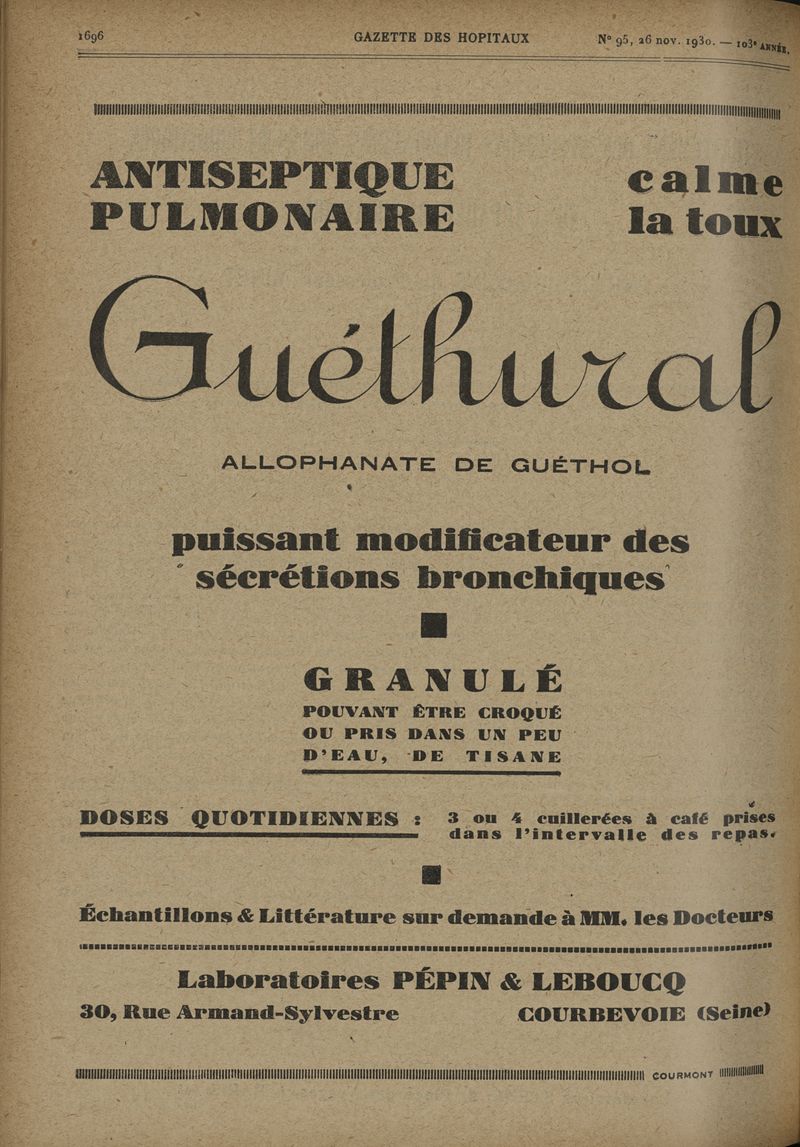 1696 GAZETTE DES HOPITAUX N° 95, 26 nov. 1930. — 103e ANNÉE.
ANTISEPTIQUE calme
PULMONAIRE la toux
Guéthural
ALLOPHANATE DE GUÉTHOL
puissant modificateur des
sécrétions bronchiques
GRANULÉ
POUVANT ÊTRE CROQUÉ
OU PRIS DANS UN PEU
D'EAU, DE TISANE
DOSES QUOTIDIENNES : 3 ou 4 cuillerées à café prises
dans l'intervalle des repas.
Échantillons & Littérature sur demande à MM. les Docteurs
Laboratoires PÉPIN & LEBOUCQ
30, Rue Armand-Sylvestre COURBEVOIE (Seine)
COURMONT